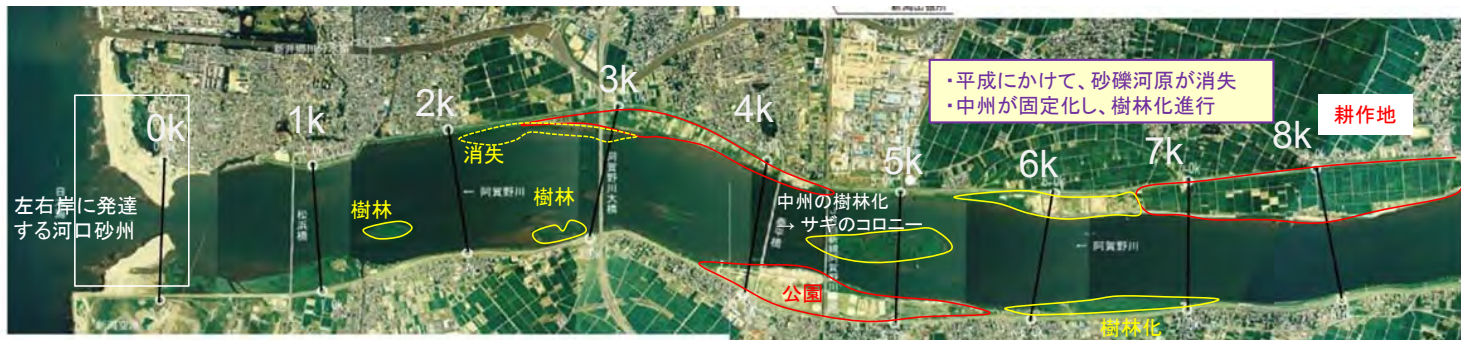 ・平成にかけて、砂礫河原が消失
・中州が固定化し、樹林化進行
耕作地
0k
1k
2k
3k
4k
5k
6k
7k
8k
消失
左右岸に発達
する河口砂州
樹林
樹林
中州の樹林化
→ サギのコロニー
公園
樹林化
← 阿賀野川
← 阿賀野川
松浜橋
阿賀野川大橋